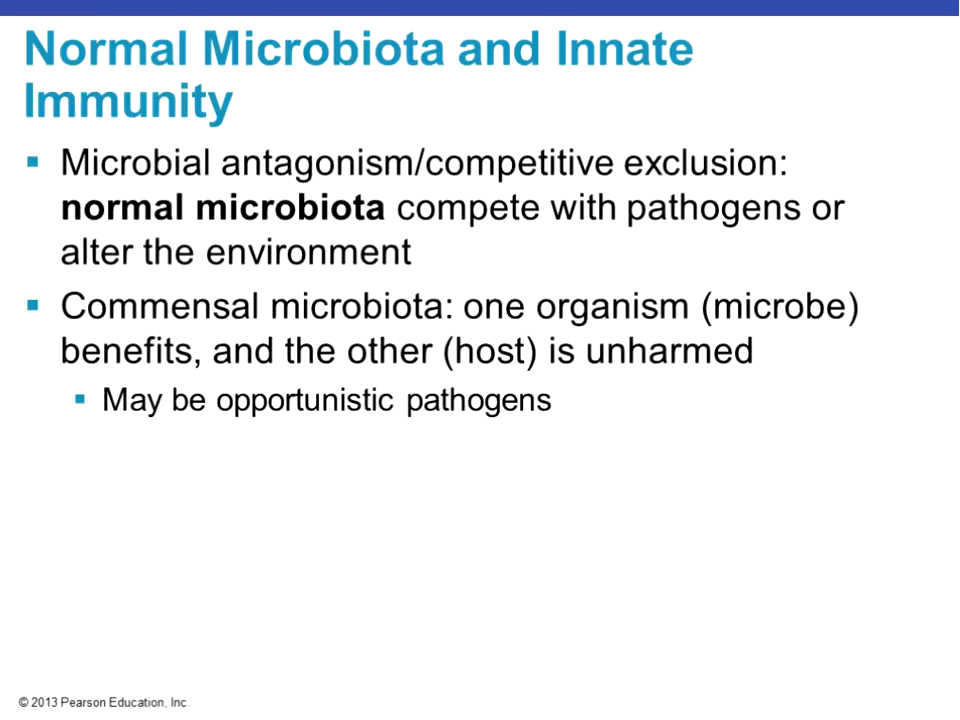 Normal Microbiota and Innate
Immunity
▪ Microbial antagonism/competitive exclusion:
normal microbiota compete with pathogens or
alter the environment
▪ Commensal microbiota: one organism (microbe)
benefits, and the other (host) is unharmed
▪ May be opportunistic pathogens
© 2013 Pearson Education, Inc.